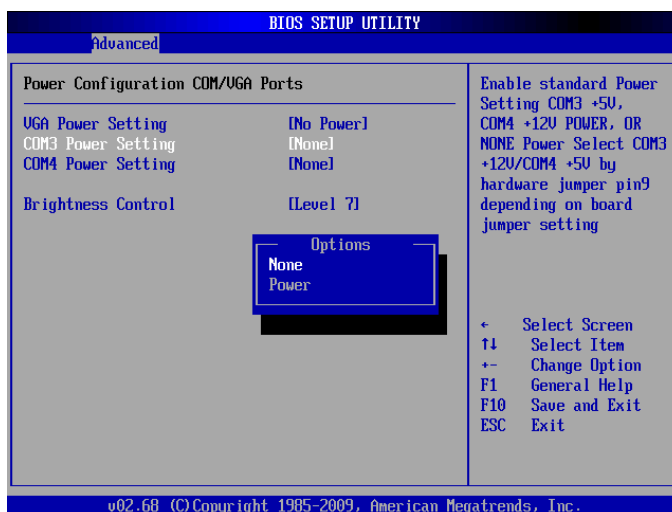 BIOS SETUP UTILITY
Advanced
Power Configuration COM/VGA Ports
VGA Power Setting [No Power]
COM3 Power Setting [None]
COM4 Power Setting [None]
Brightness Control [Level 7]
Options
None
Power
Enable standard Power
Setting COM3 +5V,
COM4 +12V POWER, OR
NONE Power Select COM3
+12V/COM4 +5V by
hardware jumper pin9
depending on board
jumper setting
← Select Screen
↑↓ Select Item
+- Change Option
F1 General Help
F10 Save and Exit
ESC Exit
v02.68 (C)Copyright 1985-2009, American Megatrends, Inc.